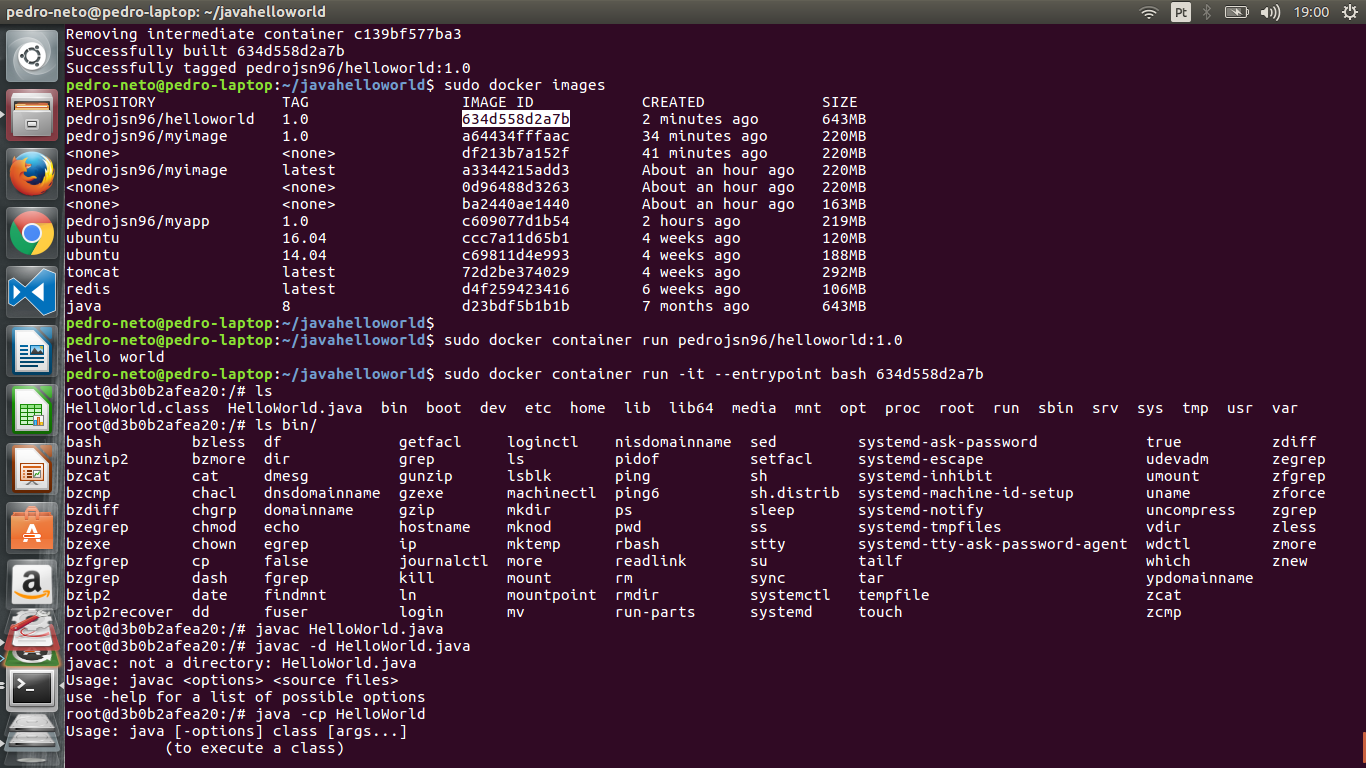 pedro-neto@pedro-laptop: ~/javahelloworld
Pt
19:00
Removing intermediate container c139bf577ba3
Successfully built 634d558d2a7b
Successfully tagged pedrojsn96/helloworld:1.0
pedro-neto@pedro-laptop:~/javahelloworld$ sudo docker images
REPOSITORY TAG IMAGE ID CREATED SIZE
pedrojsn96/helloworld 1.0 634d558d2a7b 2 minutes ago 643MB
pedrojsn96/myimage 1.0 a64434fffaac 34 minutes ago 220MB
<none> <none> df213b7a152f 41 minutes ago 220MB
pedrojsn96/myimage latest a3344215add3 About an hour ago 220MB
<none> <none> 0d96488d3263 About an hour ago 220MB
<none> <none> ba2440ae1440 About an hour ago 163MB
pedrojsn96/myapp 1.0 c609077d1b54 2 hours ago 219MB
ubuntu 16.04 ccc7a11d65b1 4 weeks ago 120MB
ubuntu 14.04 c69811d4e993 4 weeks ago 188MB
tomcat latest 72d2be374029 4 weeks ago 292MB
redis latest d4f259423416 6 weeks ago 106MB
java 8 d23bdf5b1b1b 7 months ago 643MB
pedro-neto@pedro-laptop:~/javahelloworld$
pedro-neto@pedro-laptop:~/javahelloworld$ sudo docker container run pedrojsn96/helloworld:1.0
hello world
pedro-neto@pedro-laptop:~/javahelloworld$ sudo docker container run -it --entrypoint bash 634d558d2a7b
root@d3b0b2afea20:/# ls
HelloWorld.class HelloWorld.java bin boot dev etc home lib lib64 media mnt opt proc root run sbin srv sys tmp usr var
root@d3b0b2afea20:/# ls bin/
bash bzless df getfacl loginctl nisdomainname sed systemd-ask-password true zdiff
bunzip2 bzmore dir grep ls pidof setfacl systemd-escape udevadm zegrep
bzcat cat dmesg gunzip lsblk ping sh systemd-inhibit umount zfgrep
bzcmp chacl dnsdomainname gzexe machinectl ping6 sh.distrib systemd-machine-id-setup uname zforce
bzdiff chgrp domainname gzip mkdir ps sleep systemd-notify uncompress zgrep
bzegrep chmod echo hostname mknod pwd ss systemd-tmpfiles vdir zless
bzexe chown egrep ip mktemp rbash stty systemd-tty-ask-password-agent wdctl zmore
bzfgrep cp false journalctl more readlink su tailf which znew
bzgrep dash fgrep kill mount rm sync tar ypdomainname
bzip2 date findmnt ln mountpoint rmdir systemctl tempfile zcat
bzip2recover dd fuser login mv run-parts systemd touch zcmp
root@d3b0b2afea20:/# javac HelloWorld.java
root@d3b0b2afea20:/# javac -d HelloWorld.java
javac: not a directory: HelloWorld.java
Usage: javac <options> <source files>
use -help for a list of possible options
root@d3b0b2afea20:/# java -cp HelloWorld
Usage: java [-options] class [args...]
(to execute a class)